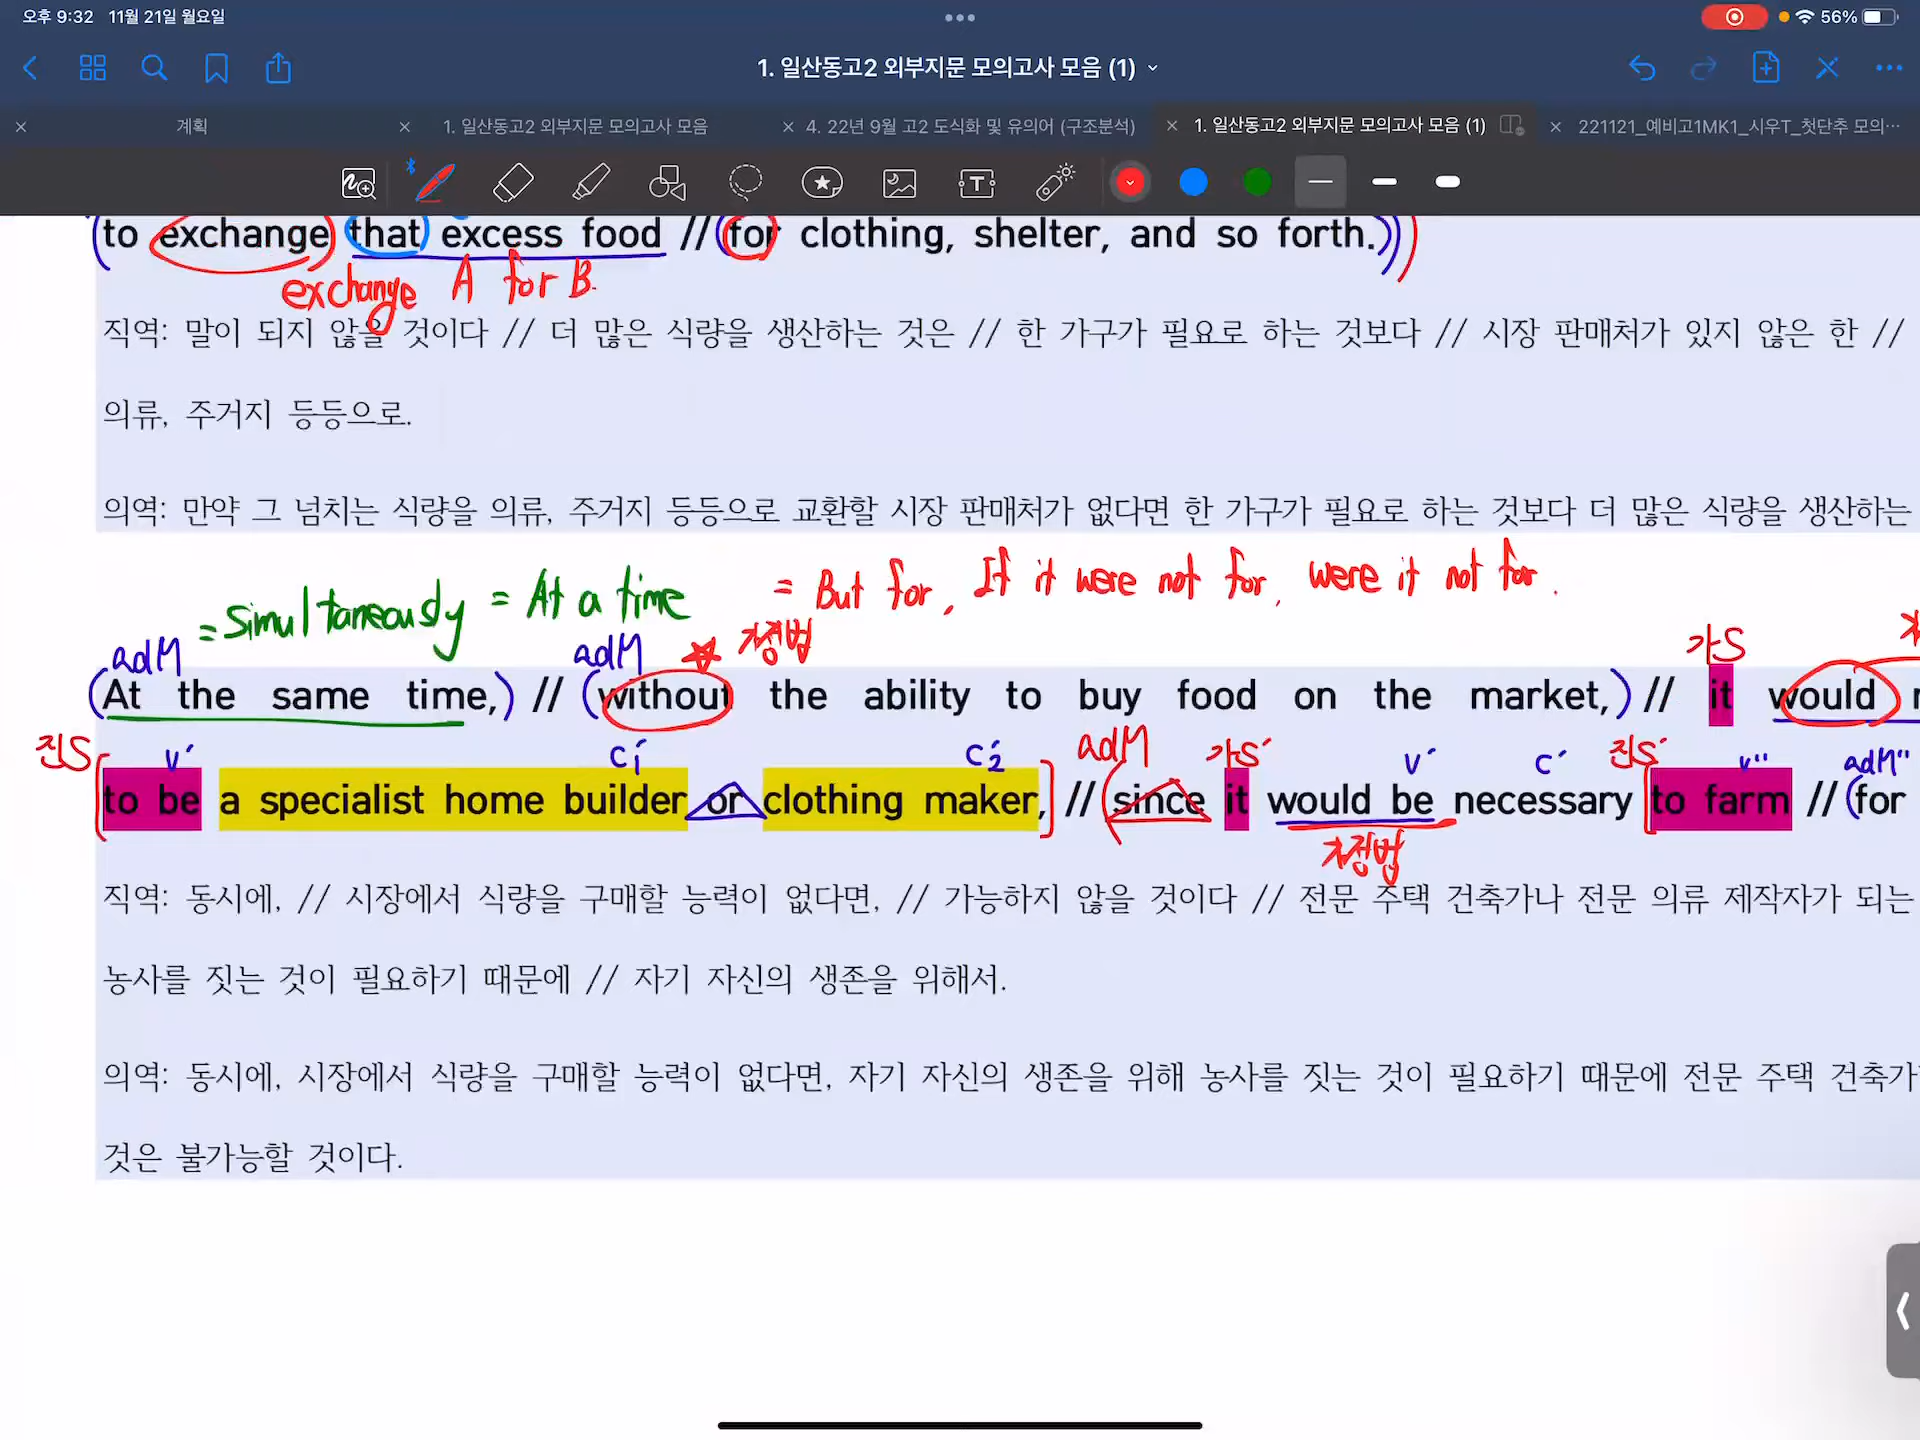 오후 9:32 11월 21일 월요일
56%
1. 일산동고2 외부지문 모의고사 모음 (1)
계획
1. 일산동고2 외부지문 모의고사 모음
4. 22년 9월 고2 도식화 및 유의어 (구조분석)
1. 일산동고2 외부지문 모의고사 모음 (1)
221121_예비고1MK1_시우T_첫단추 모의…
(to exchange) that excess food // (for clothing, shelter, and so forth.))
exchange A for B.
직역: 말이 되지 않을 것이다 // 더 많은 식량을 생산하는 것은 // 한 가구가 필요로 하는 것보다 // 시장 판매처가 있지 않은 한 //
의류, 주거지 등등으로.
의역: 만약 그 넘치는 식량을 의류, 주거지 등등으로 교환할 시장 판매처가 없다면 한 가구가 필요로 하는 것보다 더 많은 식량을 생산하는
= simultaneously = At a time
= But for, If it were not for, were it not for.
adM adM 가정법 가S
(At the same time,) // (without the ability to buy food on the market,) // it would
진S v' c'1 c'2 adM 가S' v' c' 진S' v'' adM''
[to be a specialist home builder or clothing maker,] // (since it would be necessary [to farm // (for
가정법
직역: 동시에, // 시장에서 식량을 구매할 능력이 없다면, // 가능하지 않을 것이다 // 전문 주택 건축가나 전문 의류 제작자가 되는
농사를 짓는 것이 필요하기 때문에 // 자기 자신의 생존을 위해서.
의역: 동시에, 시장에서 식량을 구매할 능력이 없다면, 자기 자신의 생존을 위해 농사를 짓는 것이 필요하기 때문에 전문 주택 건축가
것은 불가능할 것이다.